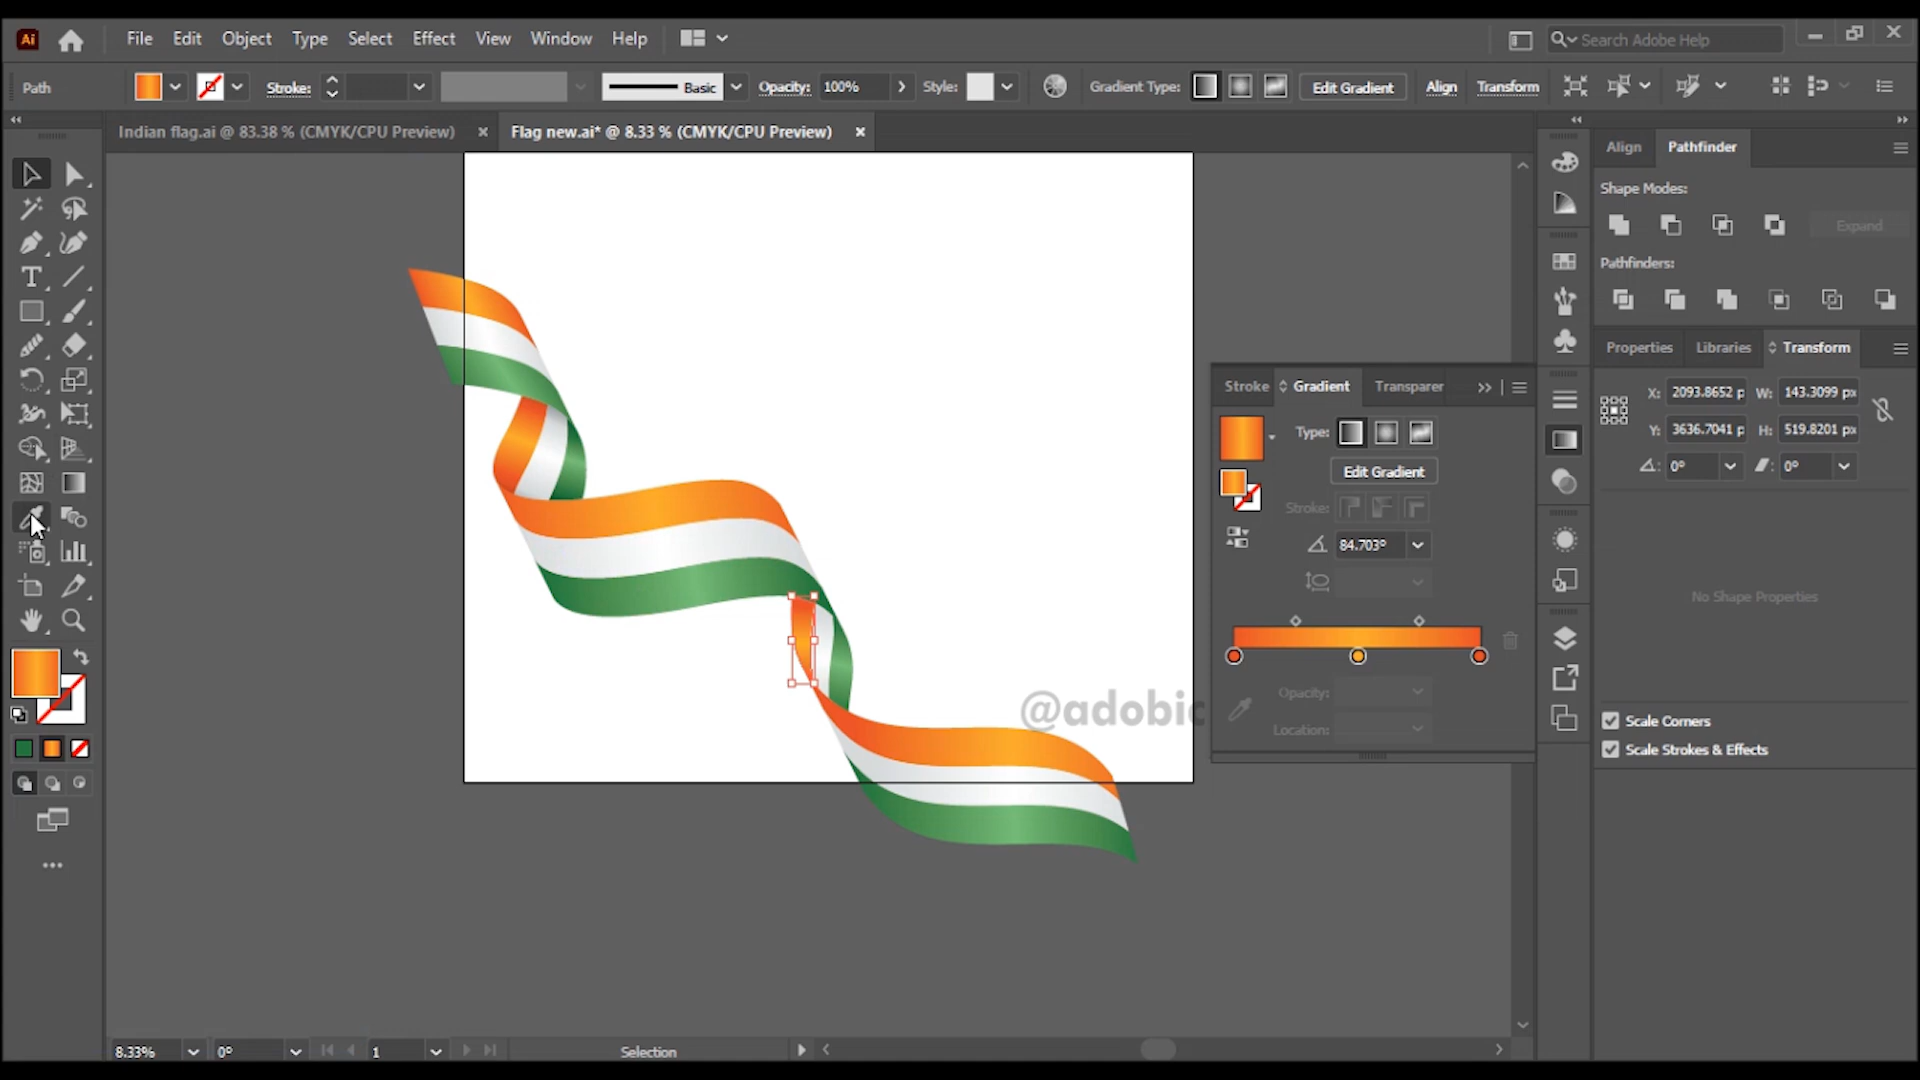 Ai File Edit Object Type Select Effect View Window Help Search Adobe Help
Path Stroke: Basic Opacity: 100% Style: Gradient Type: Edit Gradient Align Transform
Indian flag.ai @ 83.38 % (CMYK/CPU Preview) × Flag new.ai* @ 8.33 % (CMYK/CPU Preview) ×
Align Pathfinder
Shape Modes:
Expand
Pathfinders:
Properties Libraries Transform
X: 2093.8652 p W: 143.3099 px
Y: 3636.7041 p H: 519.8201 px
0° 0°
No Shape Properties
Scale Corners
Scale Strokes & Effects
Stroke Gradient Transparer
Type:
Edit Gradient
Stroke:
84.703°
Opacity:
Location:
@adobic
8.33% 0° 1 Selection